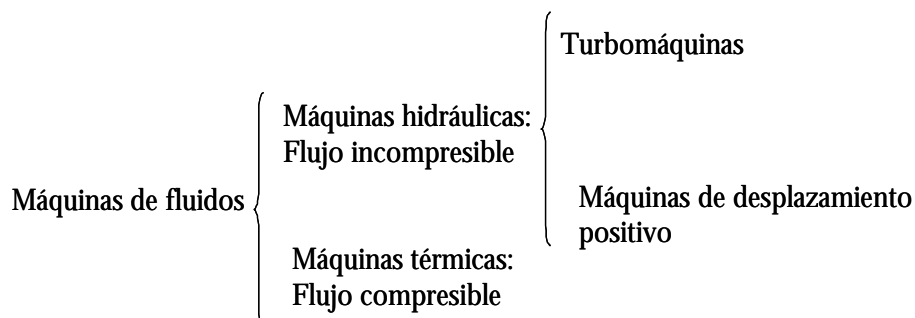 Turbomáquinas
Máquinas hidráulicas:
Flujo incompresible
Máquinas de fluidos
Máquinas de desplazamiento
positivo
Máquinas térmicas:
Flujo compresible